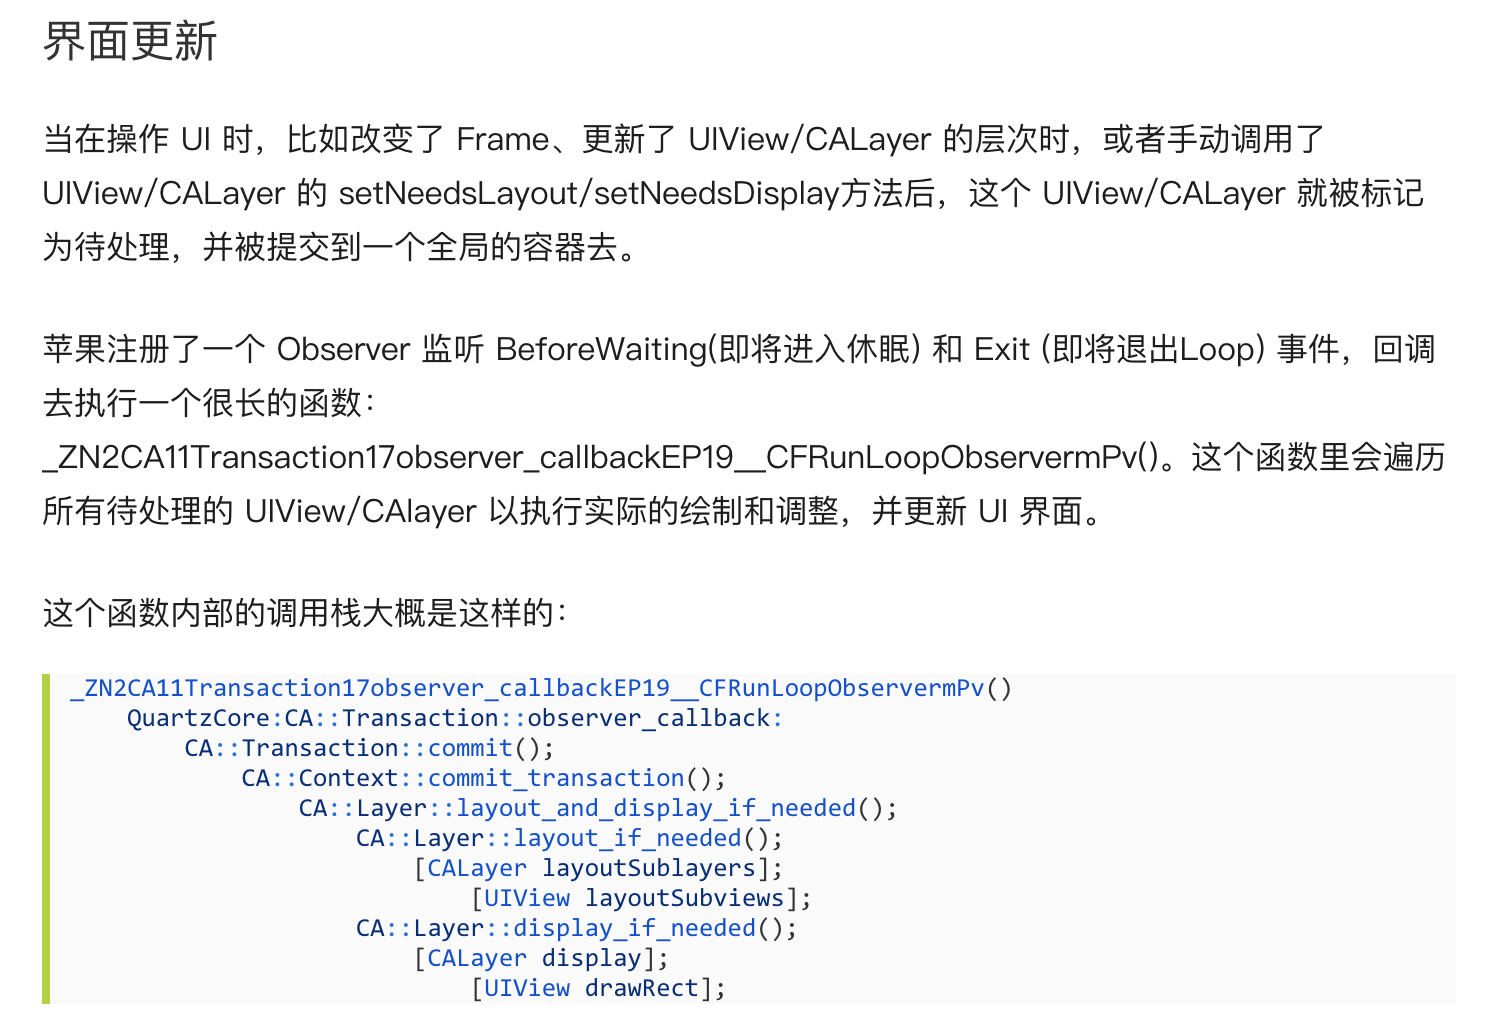 界面更新
当在操作 UI 时，比如改变了 Frame、更新了 UIView/CALayer 的层次时，或者手动调用了
UIView/CALayer 的 setNeedsLayout/setNeedsDisplay方法后，这个 UIView/CALayer 就被标记
为待处理，并被提交到一个全局的容器去。
苹果注册了一个 Observer 监听 BeforeWaiting(即将进入休眠) 和 Exit (即将退出Loop) 事件，回调
去执行一个很长的函数：
_ZN2CA11Transaction17observer_callbackEP19__CFRunLoopObservermPv()。这个函数里会遍历
所有待处理的 UIView/CAlayer 以执行实际的绘制和调整，并更新 UI 界面。
这个函数内部的调用栈大概是这样的：
_ZN2CA11Transaction17observer_callbackEP19__CFRunLoopObservermPv()
    QuartzCore:CA::Transaction::observer_callback:
        CA::Transaction::commit();
            CA::Context::commit_transaction();
                CA::Layer::layout_and_display_if_needed();
                    CA::Layer::layout_if_needed();
                        [CALayer layoutSublayers];
                            [UIView layoutSubviews];
                    CA::Layer::display_if_needed();
                        [CALayer display];
                            [UIView drawRect];